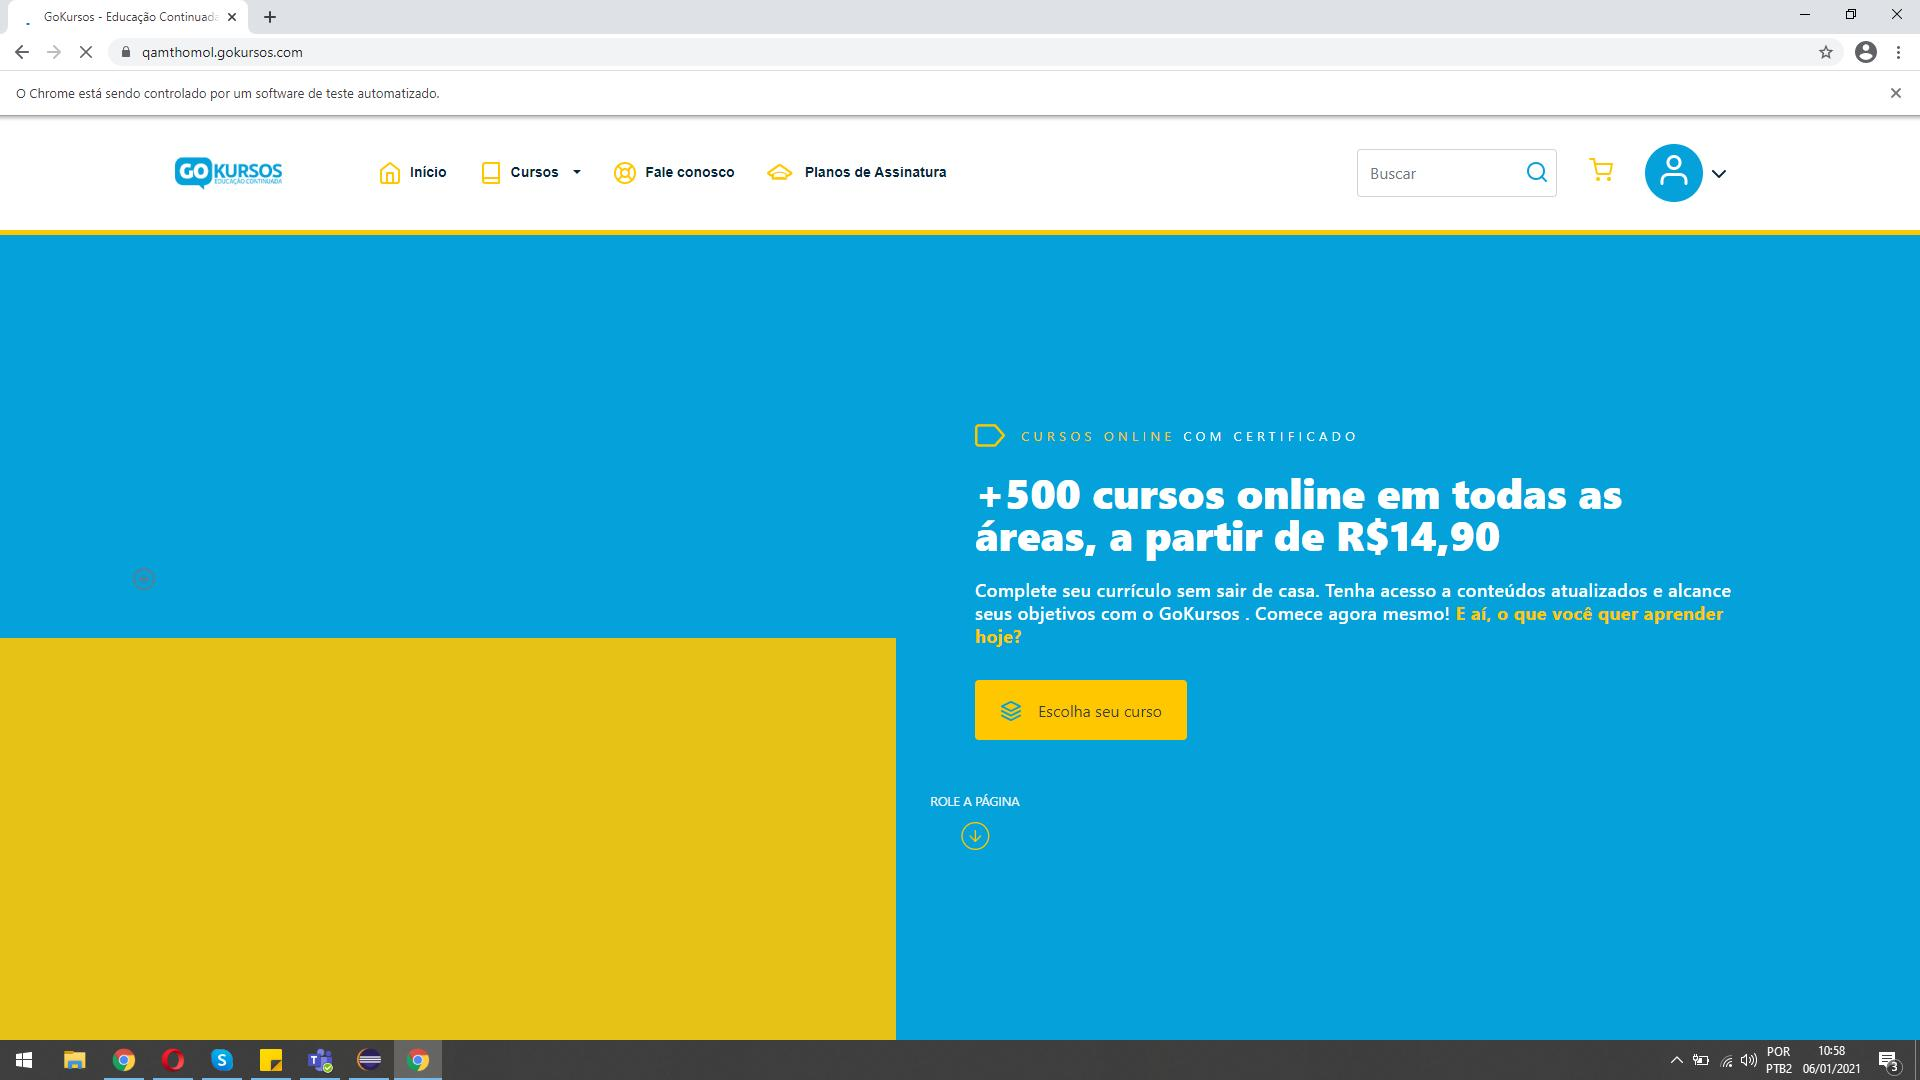 GoKursos - Educação Continuada
qamthomol.gokursos.com
O Chrome está sendo controlado por um software de teste automatizado.
GOKURSOS
EDUCAÇÃO CONTINUADA
Início
Cursos
Fale conosco
Planos de Assinatura
Buscar
CURSOS ONLINE COM CERTIFICADO
+500 cursos online em todas as
áreas, a partir de R$14,90
Complete seu currículo sem sair de casa. Tenha acesso a conteúdos atualizados e alcance
seus objetivos com o GoKursos . Comece agora mesmo! E aí, o que você quer aprender
hoje?
Escolha seu curso
ROLE A PÁGINA
POR
PTB2
10:58
06/01/2021
3